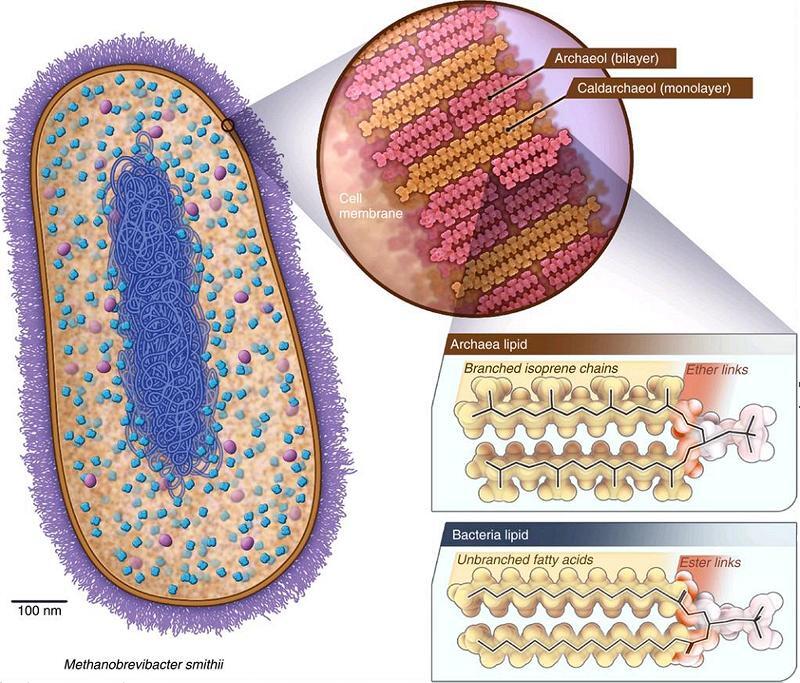 Archaeol (bilayer)
Caldarchaeol (monolayer)
Cell
membrane
Archaea lipid
Branched isoprene chains
Ether links
Bacteria lipid
Unbranched fatty acids
Ester links
100 nm
Methanobrevibacter smithii